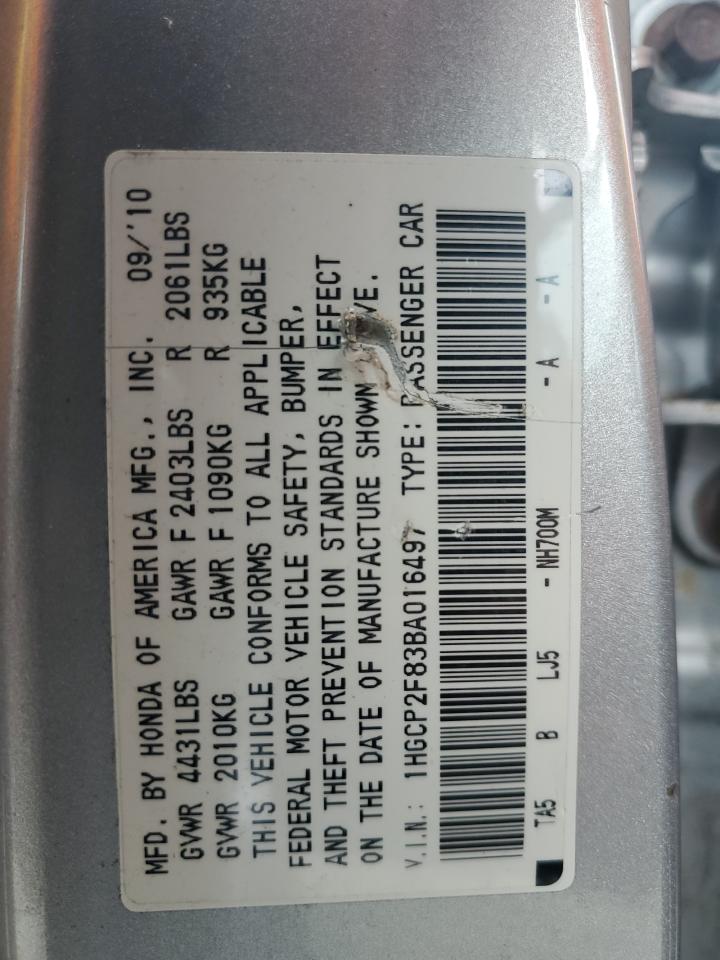 MFD. BY HONDA OF AMERICA MFG., INC. 09/'10
GVWR 4431LBS GAWR F 2403LBS R 2061LBS
GVWR 2010KG GAWR F 1090KG R 935KG
THIS VEHICLE CONFORMS TO ALL APPLICABLE
FEDERAL MOTOR VEHICLE SAFETY, BUMPER,
AND THEFT PREVENTION STANDARDS IN EFFECT
ON THE DATE OF MANUFACTURE SHOWN VE.
V.I.N.: 1HGCP2F83BA016497 TYPE: PASSENGER CAR
TA5 B LJ5 - NH700M - A - A